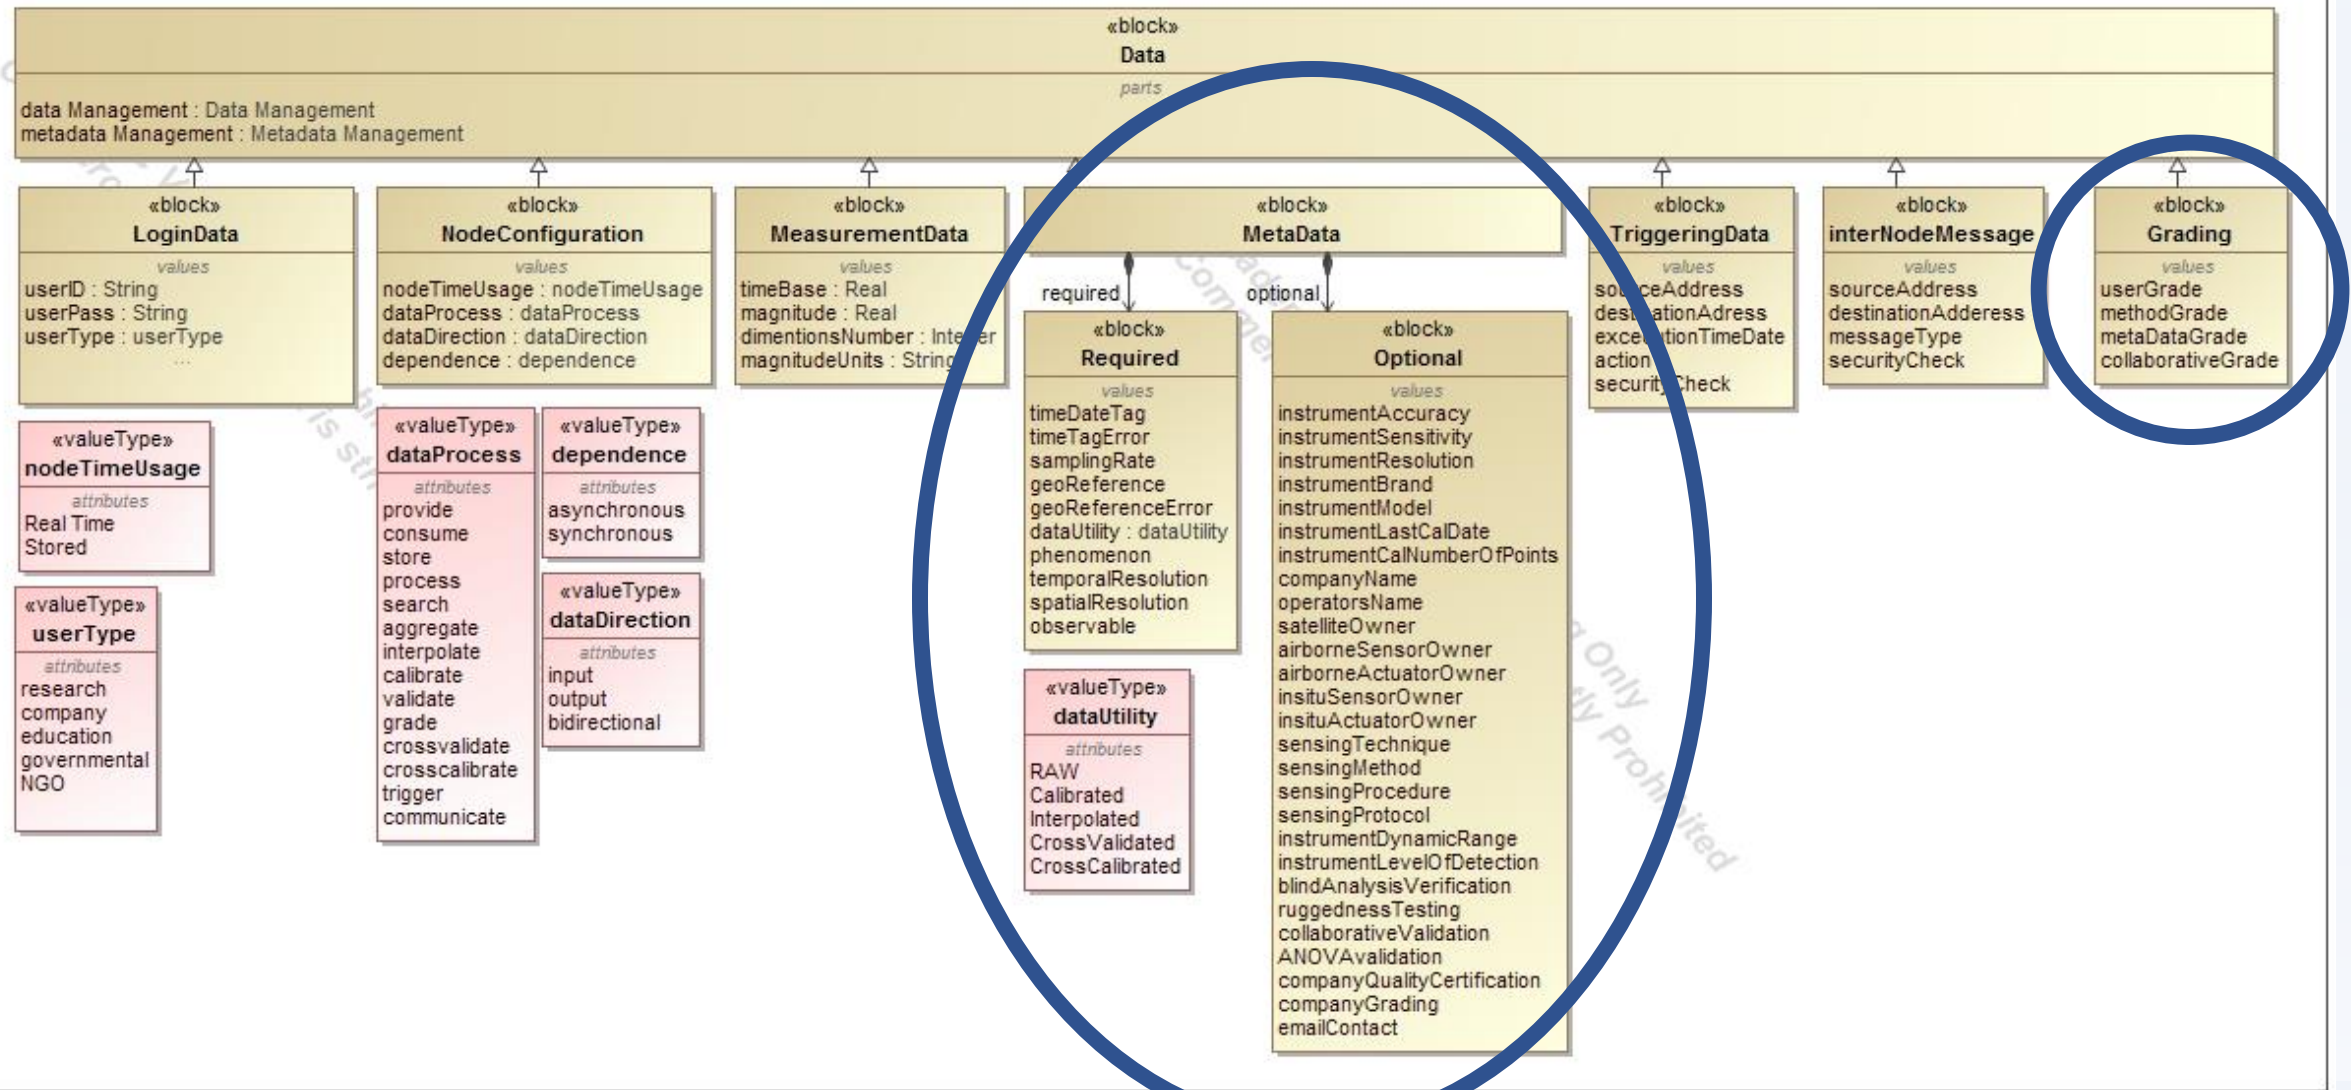 «block»
Data
parts
data Management : Data Management
metadata Management : Metadata Management
«block»
LoginData
values
userID : String
userPass : String
userType : userType
...
«block»
NodeConfiguration
values
nodeTimeUsage : nodeTimeUsage
dataProcess : dataProcess
dataDirection : dataDirection
dependence : dependence
«block»
MeasurementData
values
timeBase : Real
magnitude : Real
dimentionsNumber : Integer
magnitudeUnits : String
«block»
MetaData
required
optional
«block»
Required
values
timeDateTag
timeTagError
samplingRate
geoReference
geoReferenceError
dataUtility : dataUtility
phenomenon
temporalResolution
spatialResolution
observable
«block»
Optional
values
instrumentAccuracy
instrumentSensitivity
instrumentResolution
instrumentBrand
instrumentModel
instrumentLastCalDate
instrumentCalNumberOfPoints
companyName
operatorsName
satelliteOwner
airborneSensorOwner
airborneActuatorOwner
insituSensorOwner
insituActuatorOwner
sensingTechnique
sensingMethod
sensingProcedure
sensingProtocol
instrumentDynamicRange
instrumentLevelOfDetection
blindAnalysisVerification
ruggednessTesting
collaborativeValidation
ANOVAvalidation
companyQualityCertification
companyGrading
emailContact
«block»
TriggeringData
values
sourceAddress
destinationAdress
action
securityCheck
«block»
interNodeMessage
values
sourceAddress
destinationAdderess
messageType
securityCheck
«block»
Grading
values
userGrade
methodGrade
metaDataGrade
collaborativeGrade
«valueType»
nodeTimeUsage
attributes
Real Time
Stored
«valueType»
userType
attributes
research
company
education
governmental
NGO
«valueType»
dataProcess
attributes
provide
consume
store
process
search
aggregate
interpolate
calibrate
validate
grade
crossvalidate
crosscalibrate
trigger
communicate
«valueType»
dependence
attributes
asynchronous
synchronous
«valueType»
dataDirection
attributes
input
output
bidirectional
«valueType»
dataUtility
attributes
RAW
Calibrated
Interpolated
CrossValidated
CrossCalibrated
Only
Prohibited